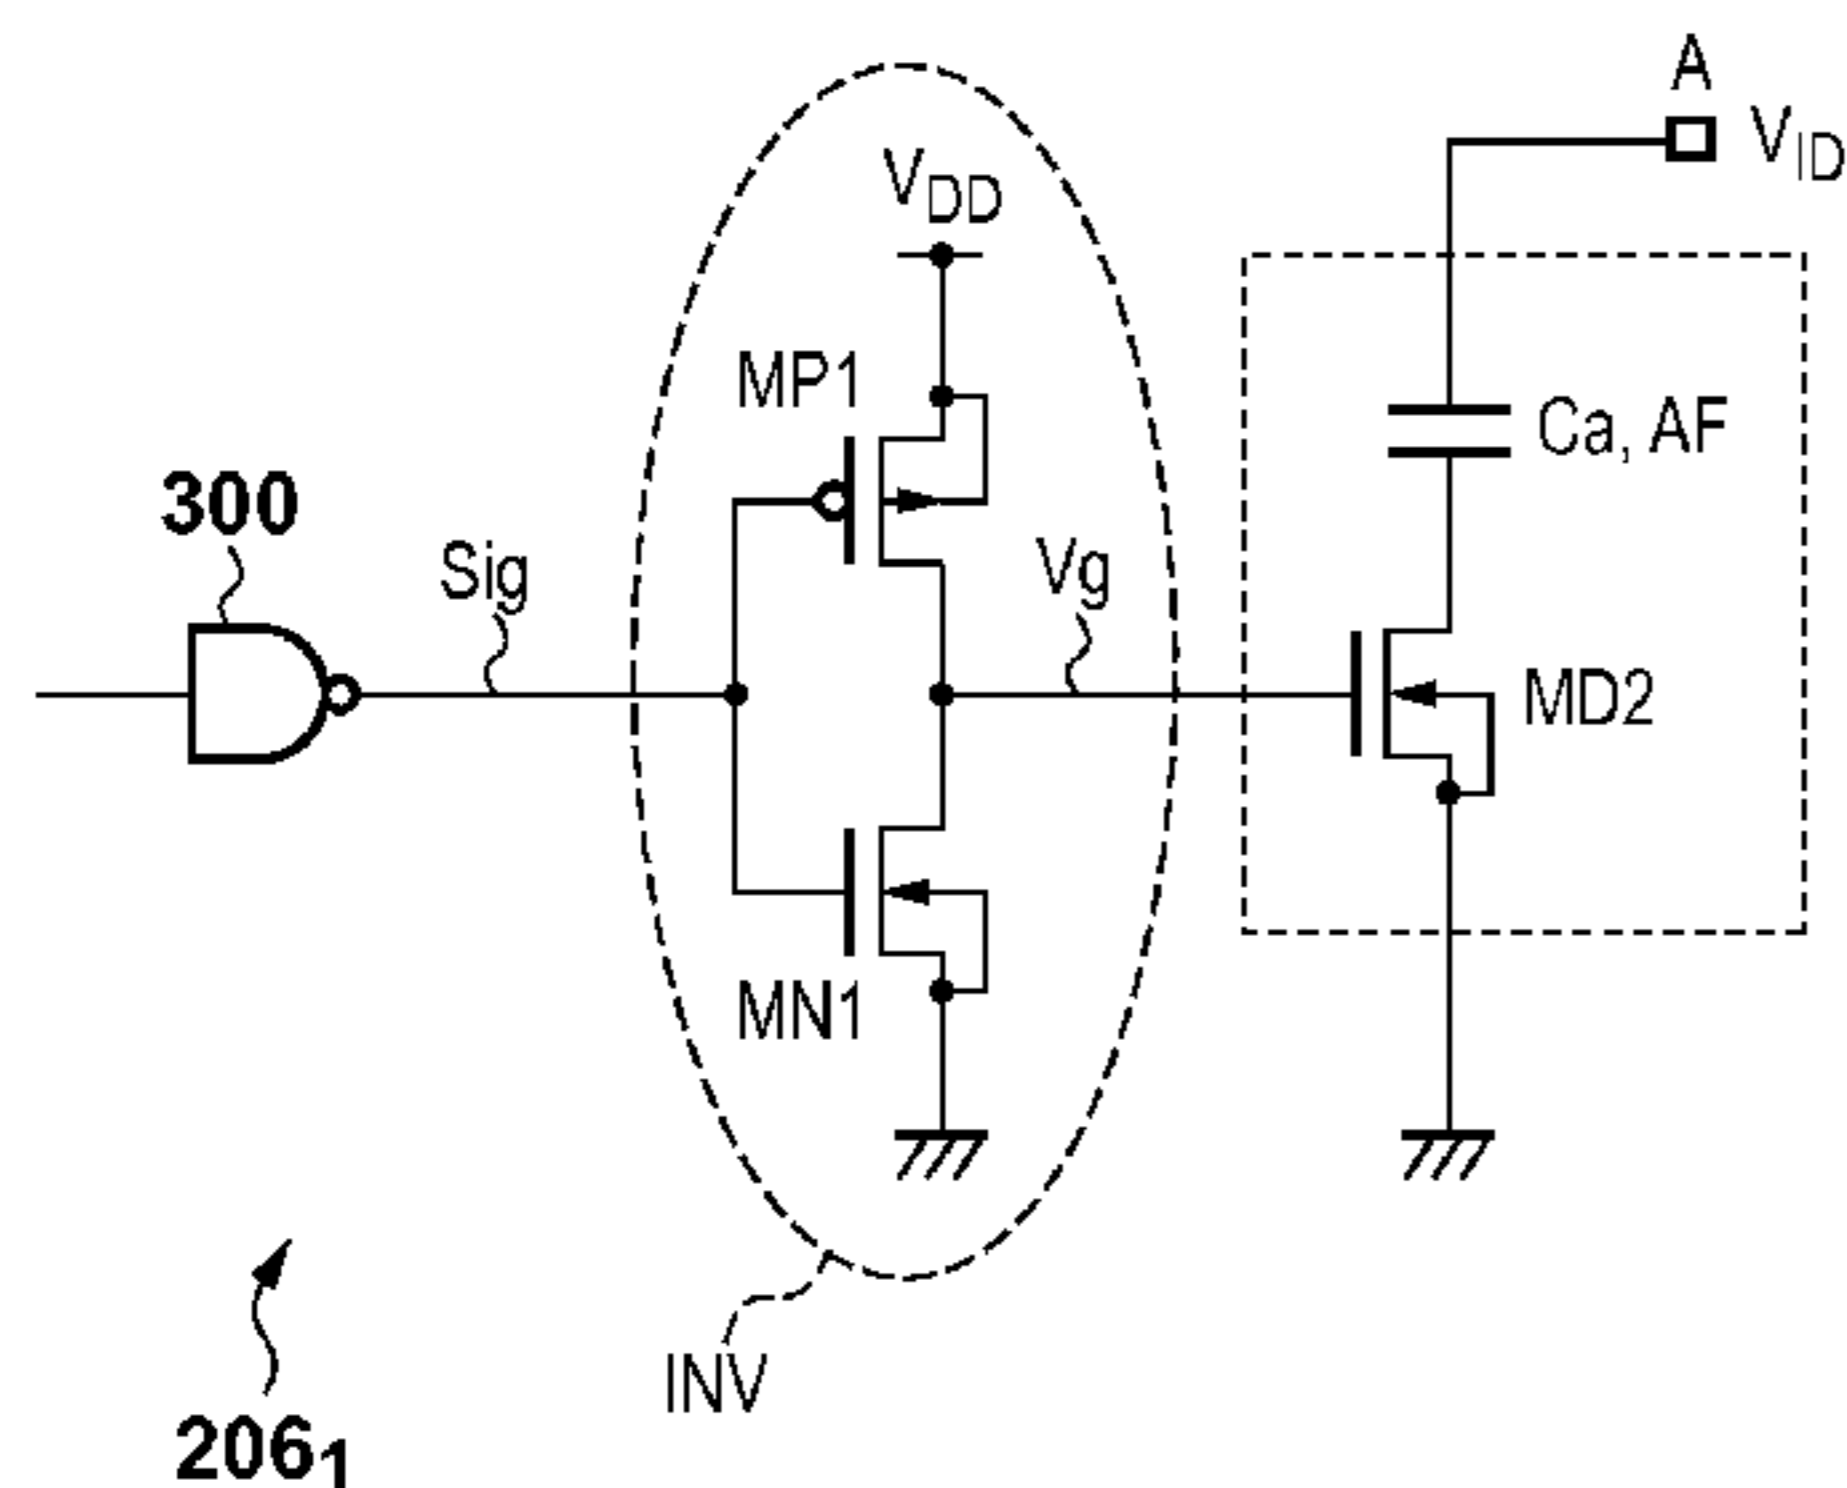 A
V_ID
V_DD
MP1
Ca, AF
300
Sig
Vg
MD2
MN1
INV
206_1